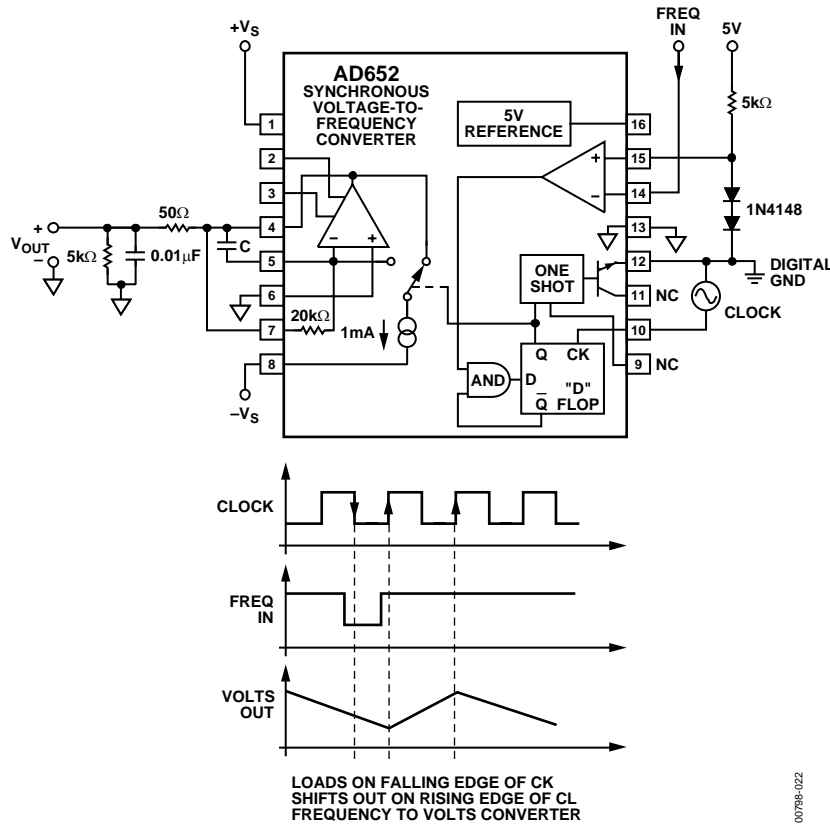 +VS
FREQ
IN
5V
AD652
SYNCHRONOUS
VOLTAGE-TO-
FREQUENCY
CONVERTER
5V
REFERENCE
5kΩ
1
2
3
4
5
6
7
8
16
15
14
13
12
11
10
9
+
–
1N4148
50Ω
+
VOUT
–
5kΩ
0.01µF
C
–
+
20kΩ
1mA
–VS
ONE
SHOT
NC
NC
DIGITAL
GND
CLOCK
AND
Q
CK
D
"D"
FLOP
Q
CLOCK
FREQ
IN
VOLTS
OUT
LOADS ON FALLING EDGE OF CK
SHIFTS OUT ON RISING EDGE OF CL
FREQUENCY TO VOLTS CONVERTER
00798-022